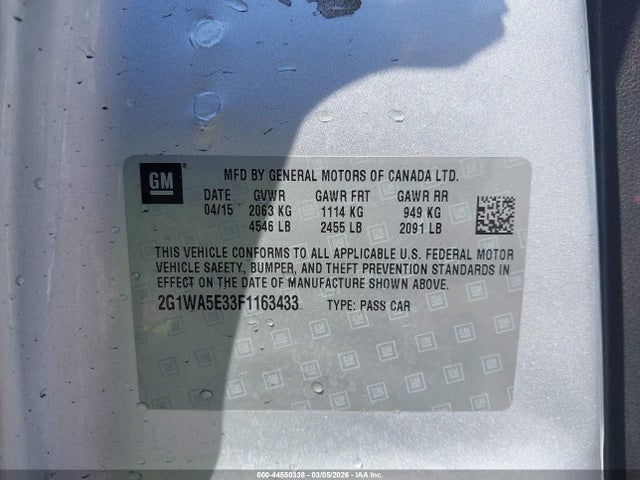 GM
MFD BY GENERAL MOTORS OF CANADA LTD.
DATE GVWR GAWR FRT GAWR RR
04/15 2063 KG 1114 KG 949 KG
4546 LB 2455 LB 2091 LB
THIS VEHICLE CONFORMS TO ALL APPLICABLE U.S. FEDERAL MOTOR
VEHICLE SAFETY, BUMPER, AND THEFT PREVENTION STANDARDS IN
EFFECT ON THE DATE OF MANUFACTURE SHOWN ABOVE.
2G1WA5E33F1163433 TYPE: PASS CAR
000-44550338 - 03/05/2026 - IAAI, Inc.